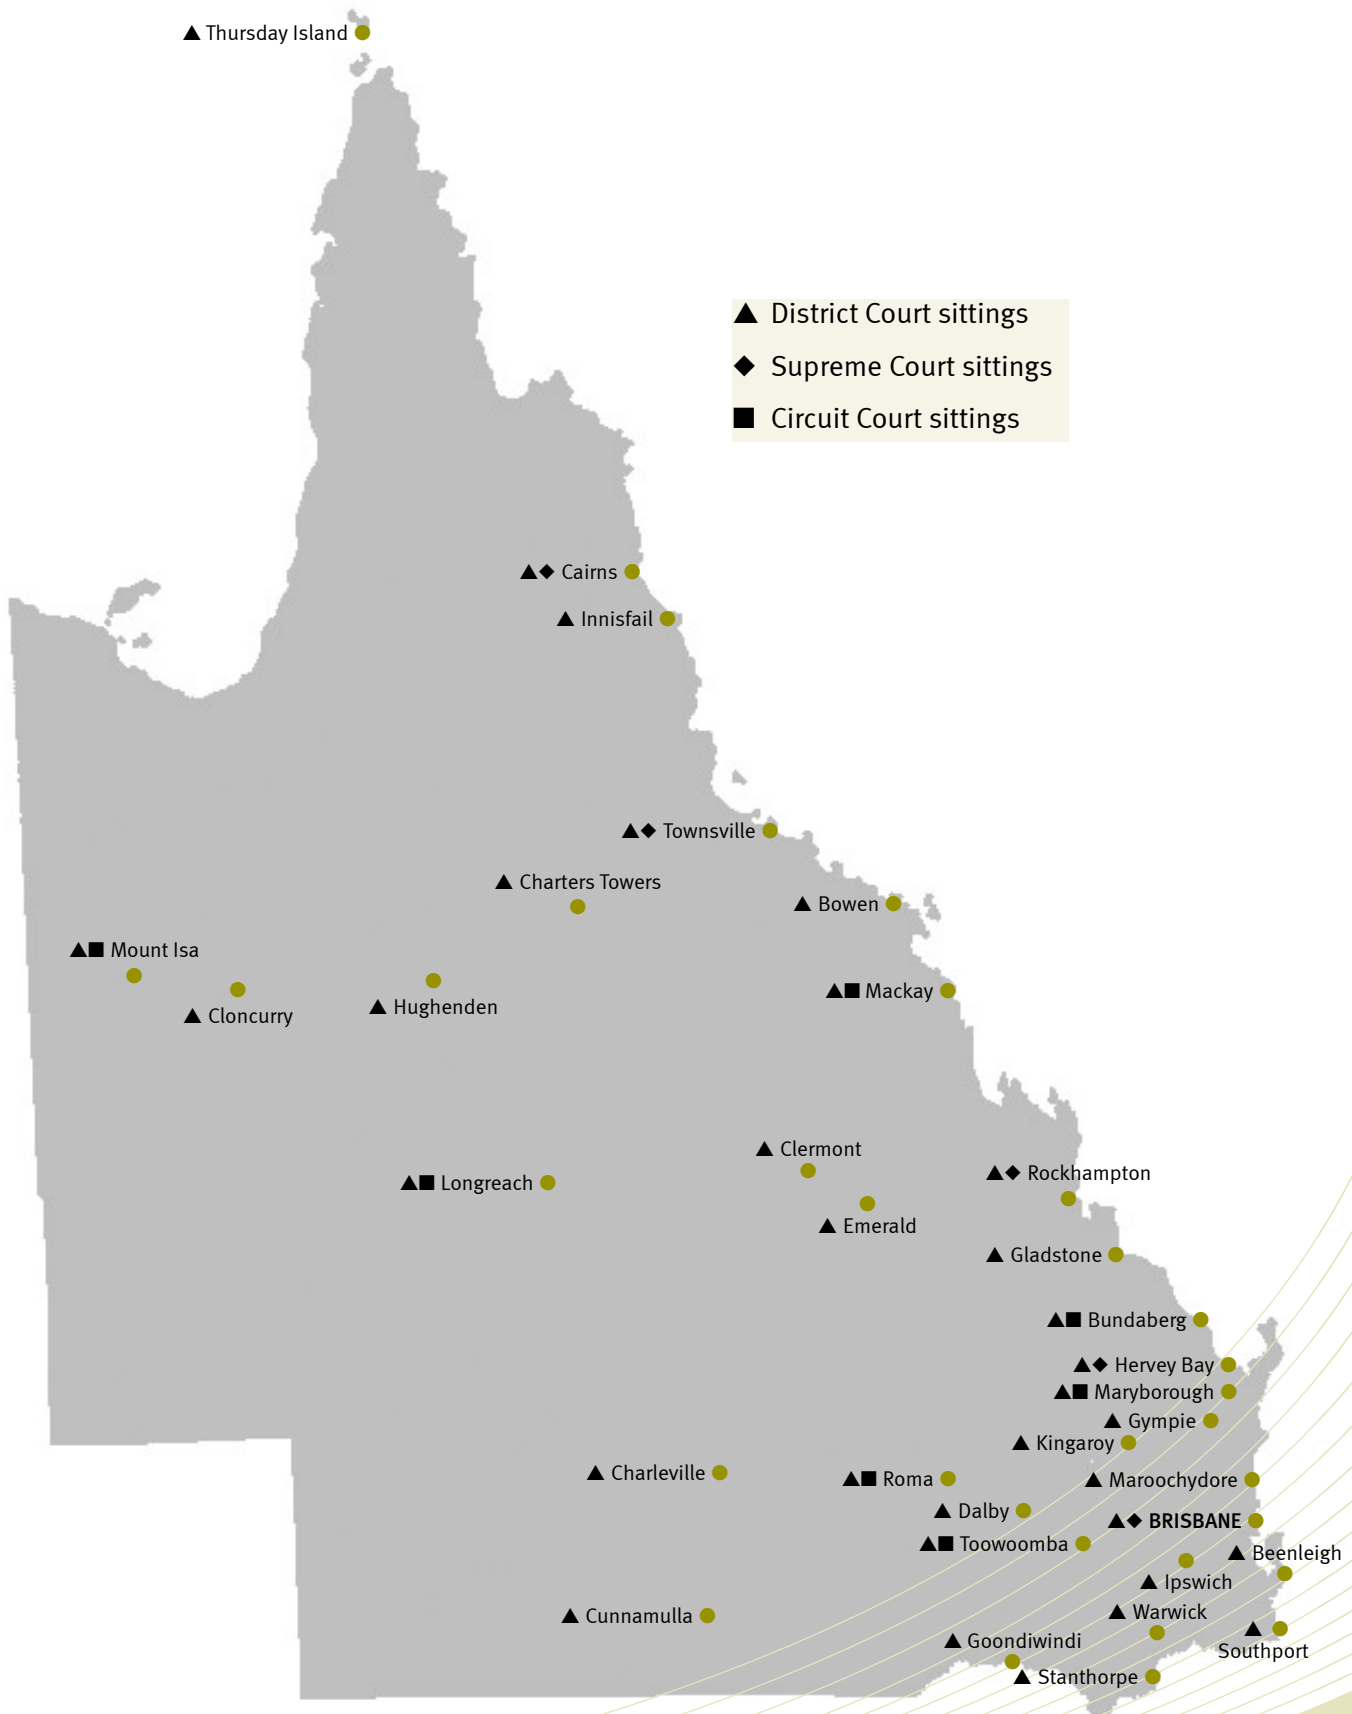 Thursday Island
District Court sittings
Supreme Court sittings
Circuit Court sittings
Cairns
Innisfail
Townsville
Charters Towers
Bowen
Mount Isa
Cloncurry
Hughenden
Mackay
Clermont
Rockhampton
Longreach
Emerald
Gladstone
Bundaberg
Hervey Bay
Maryborough
Gympie
Kingaroy
Charleville
Roma
Maroochydore
Dalby
BRISBANE
Toowoomba
Beenleigh
Ipswich
Cunnamulla
Warwick
Goondiwindi
Southport
Stanthorpe